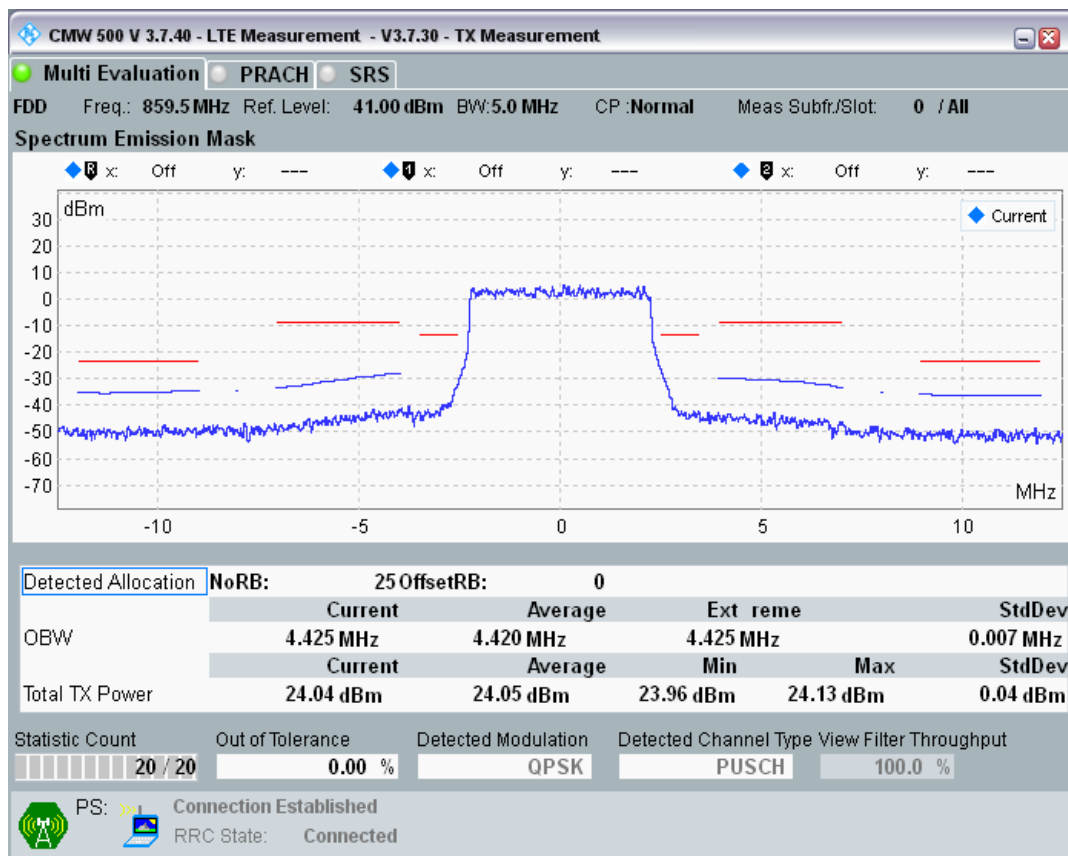 CMW 500 V 3.7.40 - LTE Measurement - V3.7.30 - TX Measurement
Multi Evaluation PRACH SRS
FDD Freq.: 859.5 MHz Ref. Level: 41.00 dBm BW:5.0 MHz CP :Normal Meas Subfr./Slot: 0 / All
Spectrum Emission Mask
R x: Off y: --- 1 x: Off y: --- 2 x: Off y: ---
dBm
Current
30
20
10
0
-10
-20
-30
-40
-50
-60
-70
MHz
-10 -5 0 5 10
Detected Allocation NoRB: 25 OffsetRB: 0
Current Average Ext reme StdDev
OBW 4.425 MHz 4.420 MHz 4.425 MHz 0.007 MHz
Current Average Min Max StdDev
Total TX Power 24.04 dBm 24.05 dBm 23.96 dBm 24.13 dBm 0.04 dBm
Statistic Count Out of Tolerance Detected Modulation Detected Channel Type View Filter Throughput
20 / 20 0.00 % QPSK PUSCH 100.0 %
PS: Connection Established
RRC State: Connected